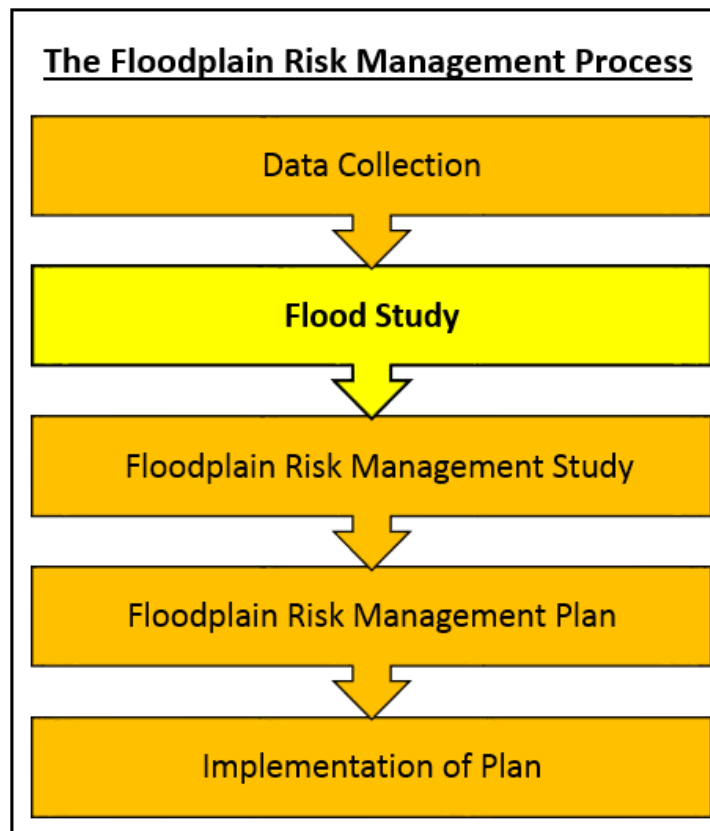 The Floodplain Risk Management Process
Data Collection
Flood Study
Floodplain Risk Management Study
Floodplain Risk Management Plan
Implementation of Plan